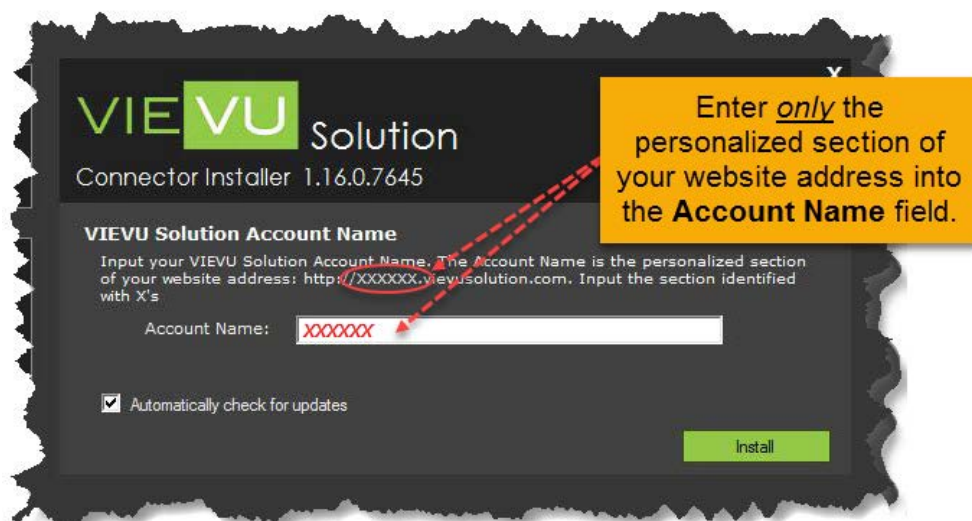 X
VIEVU Solution
Connector Installer 1.16.0.7645
Enter only the
personalized section of
your website address into
the Account Name field.
VIEVU Solution Account Name
Input your VIEVU Solution Account Name. The Account Name is the personalized section
of your website address: http://XXXXXX.vievusolution.com. Input the section identified
with X's
Account Name: XXXXXX
Automatically check for updates
Install